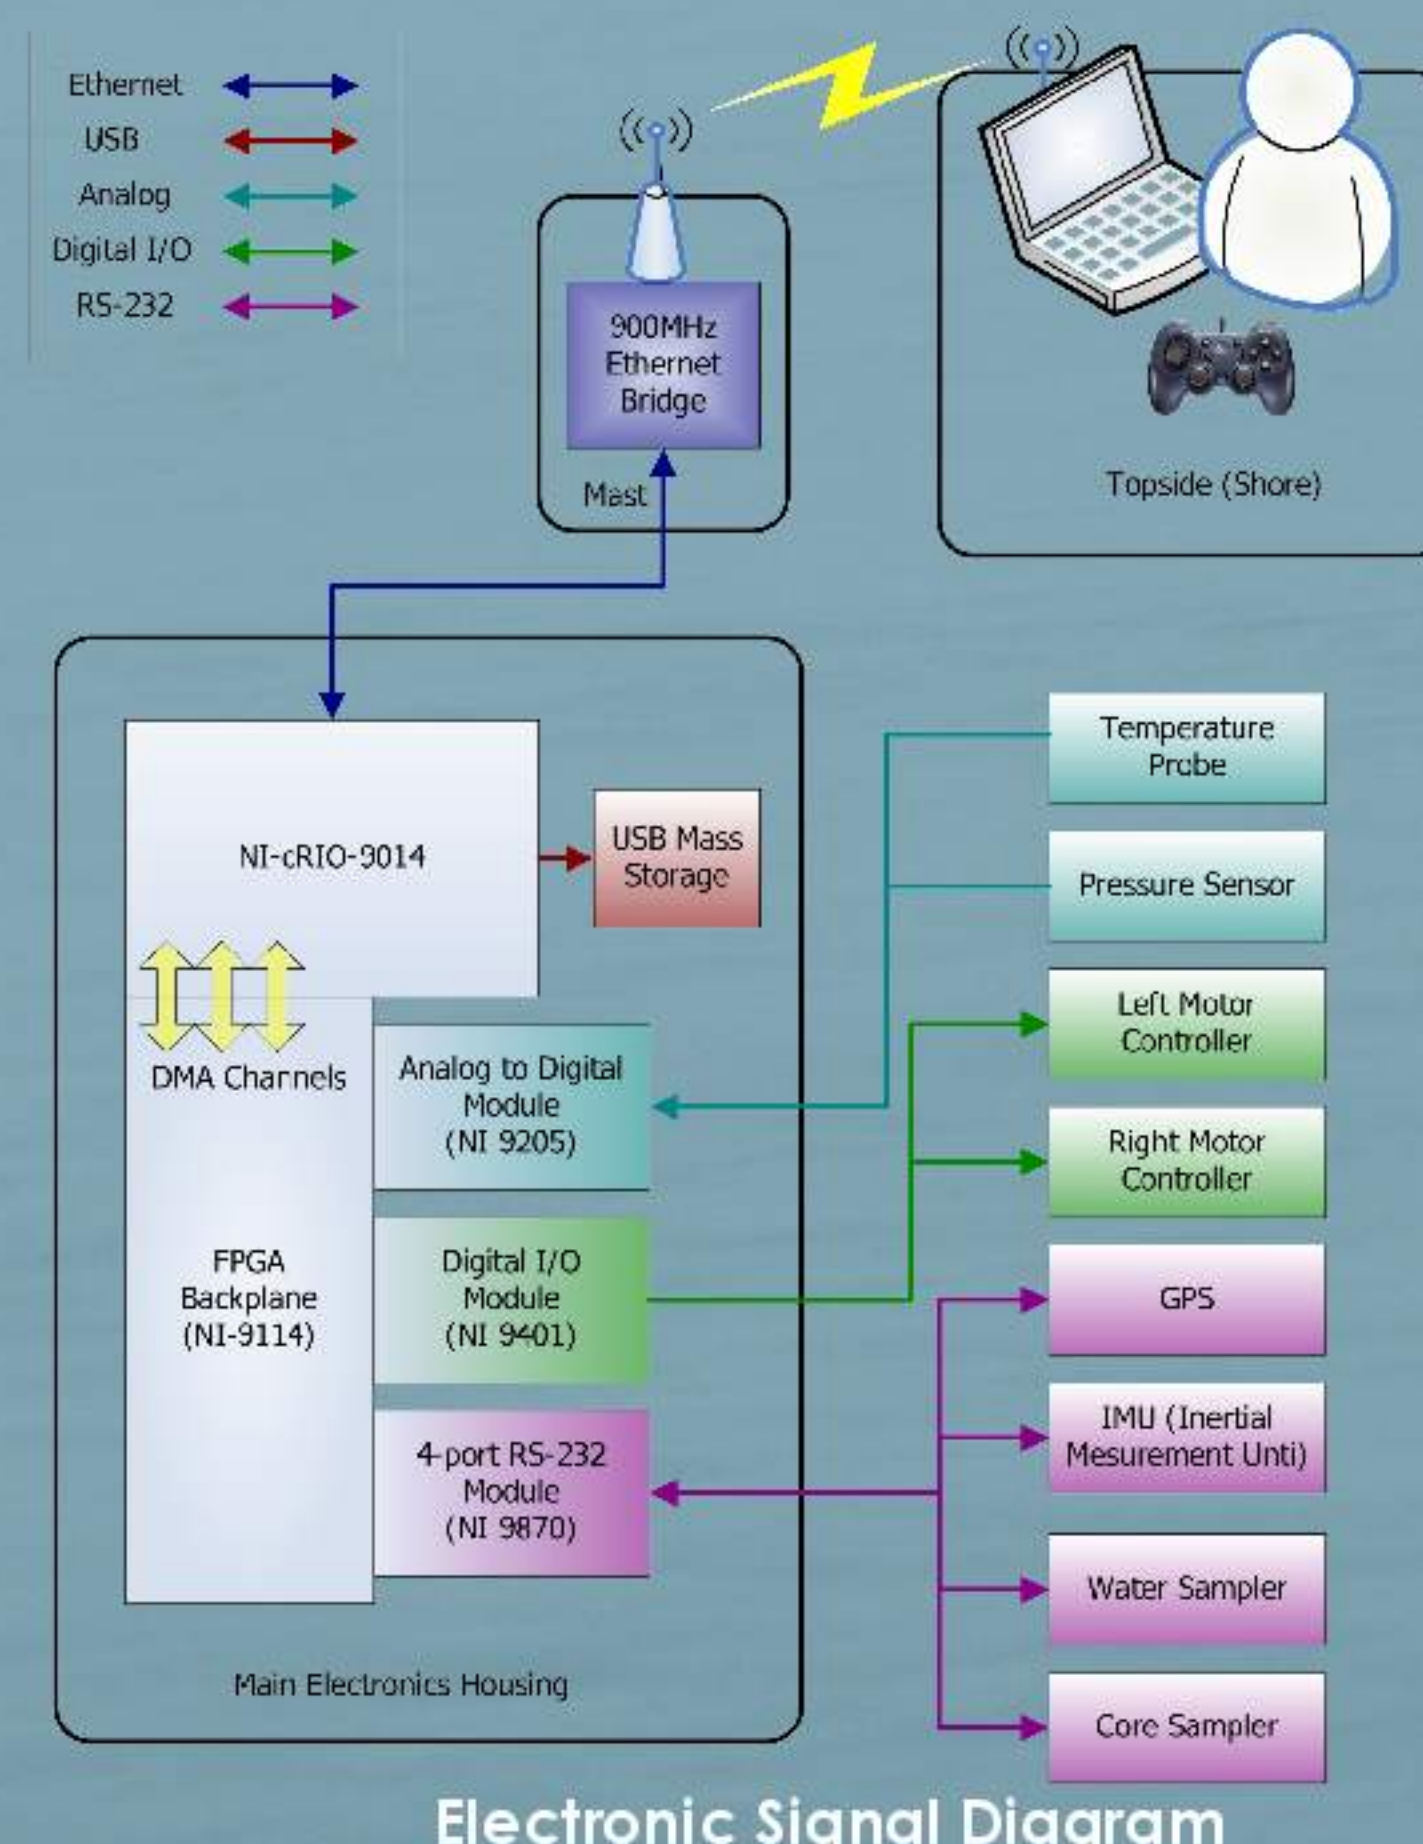 Ethernet
USB
Analog
Digital I/O
RS-232
900MHz
Ethernet
Bridge
Mast
Topside (Shore)
NI-cRIO-9014
USB Mass
Storage
DMA Channels
FPGA
Backplane
(NI-9114)
Analog to Digital
Module
(NI 9205)
Digital I/O
Module
(NI 9401)
4-port RS-232
Module
(NI 9870)
Main Electronics Housing
Temperature
Probe
Pressure Sensor
Left Motor
Controller
Right Motor
Controller
GPS
IMU (Inertial
Mesurement Unti)
Water Sampler
Core Sampler
Electronic Signal Diagram